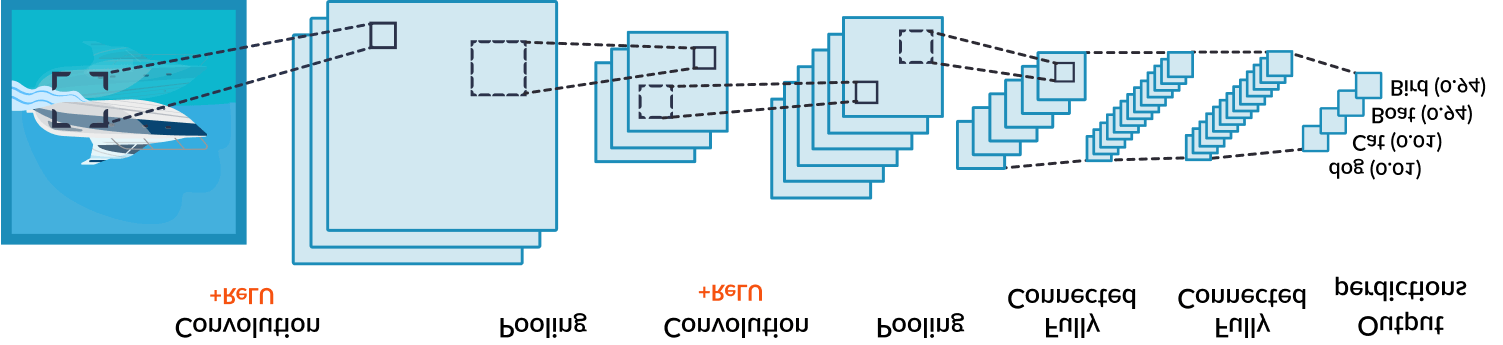 Convolution
+ReLU
Pooling
Convolution
+ReLU
Pooling
Fully
Connected
Fully
Connected
Output
perdictions
dog (0.01)
Cat (0.01)
Boat (0.94)
Bird (0.94)